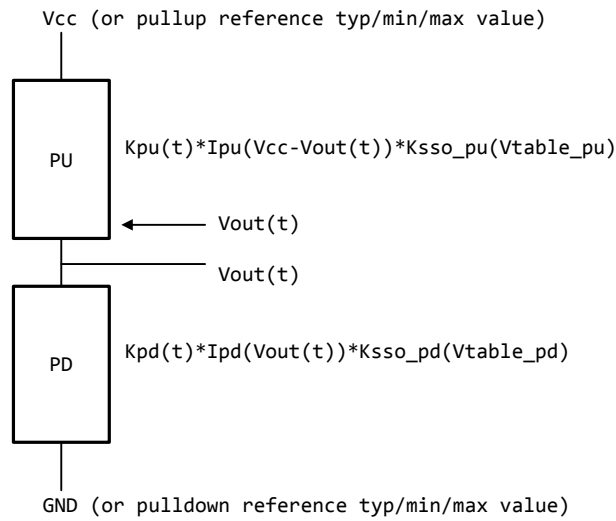 Vcc (or pullup reference typ/min/max value)
PU
Kpu(t)*Ipu(Vcc-Vout(t))*Ksso_pu(Vtable_pu)
Vout(t)
Vout(t)
PD
Kpd(t)*Ipd(Vout(t))*Ksso_pd(Vtable_pd)
GND (or pulldown reference typ/min/max value)